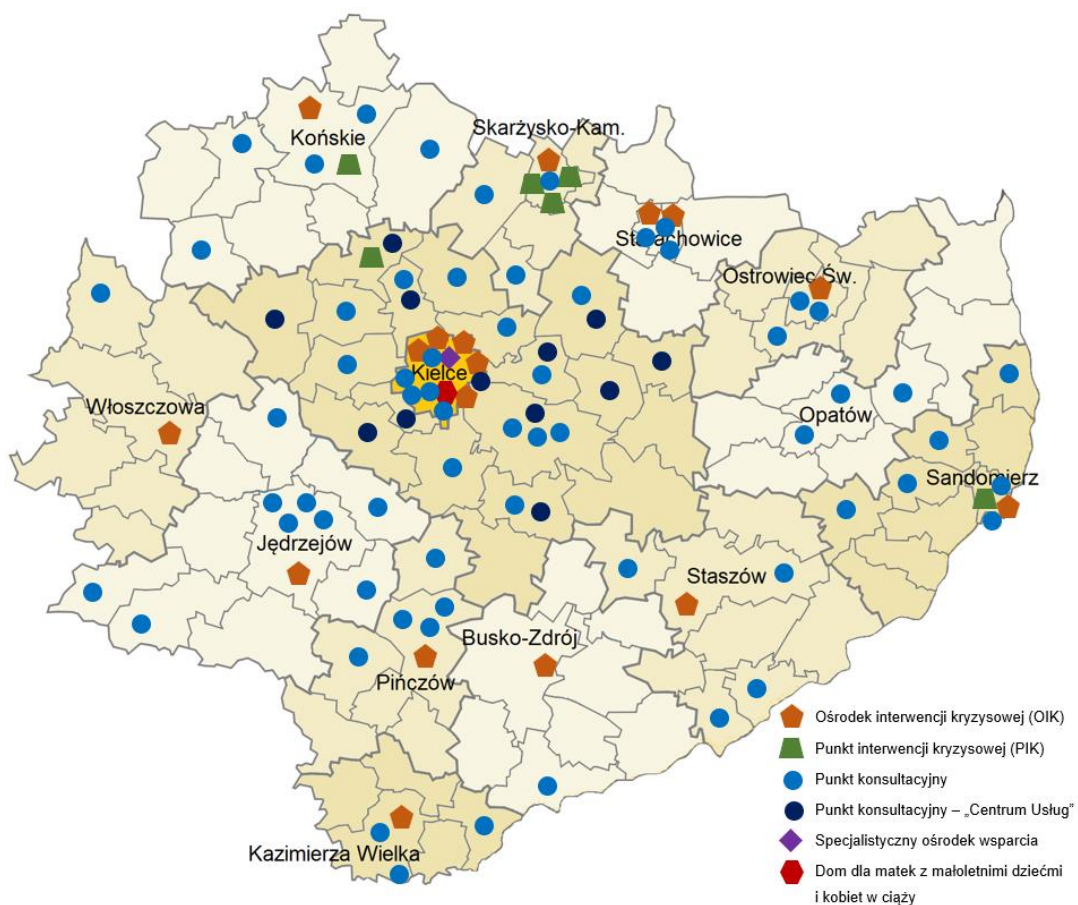 Skarżysko-Kam.
Końskie
Starachowice
Ostrowiec Św.
Kielce
Włoszczowa
Opatów
Sandomierz
Jędrzejów
Staszów
Busko-Zdrój
Pińczów
Kazimierza Wielka
Ośrodek interwencji kryzysowej (OIK)
Punkt interwencji kryzysowej (PIK)
Punkt konsultacyjny
Punkt konsultacyjny – „Centrum Usług”
Specjalistyczny ośrodek wsparcia
Dom dla matek z małoletnimi dziećmi
i kobiet w ciąży